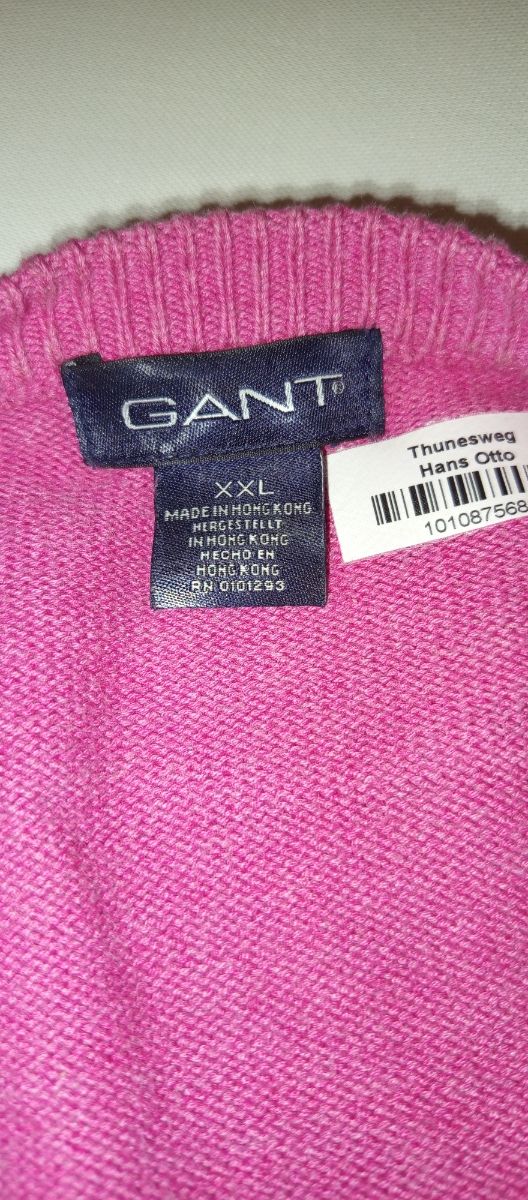 GANT®
XXL
MADE IN HONG KONG
HERGESTELLT
IN HONG KONG
HECHO EN
HONG KONG
RN 0101293
Thunesweg
Hans Otto
101087568